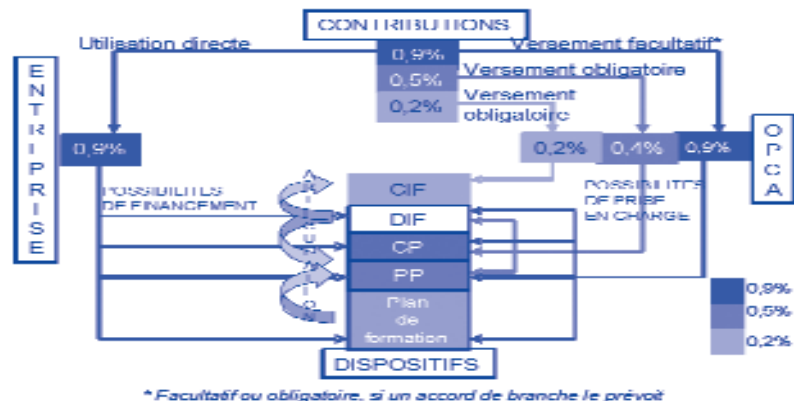 CONTRIBUTIONS
Utilisation directe
Versement facultatif*
0,9%
0,5%
0,2%
Versement obligatoire
Versement
obligatoire
ENTRIPRISE
OPCA
0,9%
0,2%
0,4%
0,9%
POSSIBILITES
DE FINANCEMENT
POSSIBILITES
DE PRISE
EN CHARGE
CIF
DIF
CP
PP
Plan
de
formation
DISPOSITIFS
0,9%
0,5%
0,2%
* Facultatif ou obligatoire, si un accord de branche le prévoit